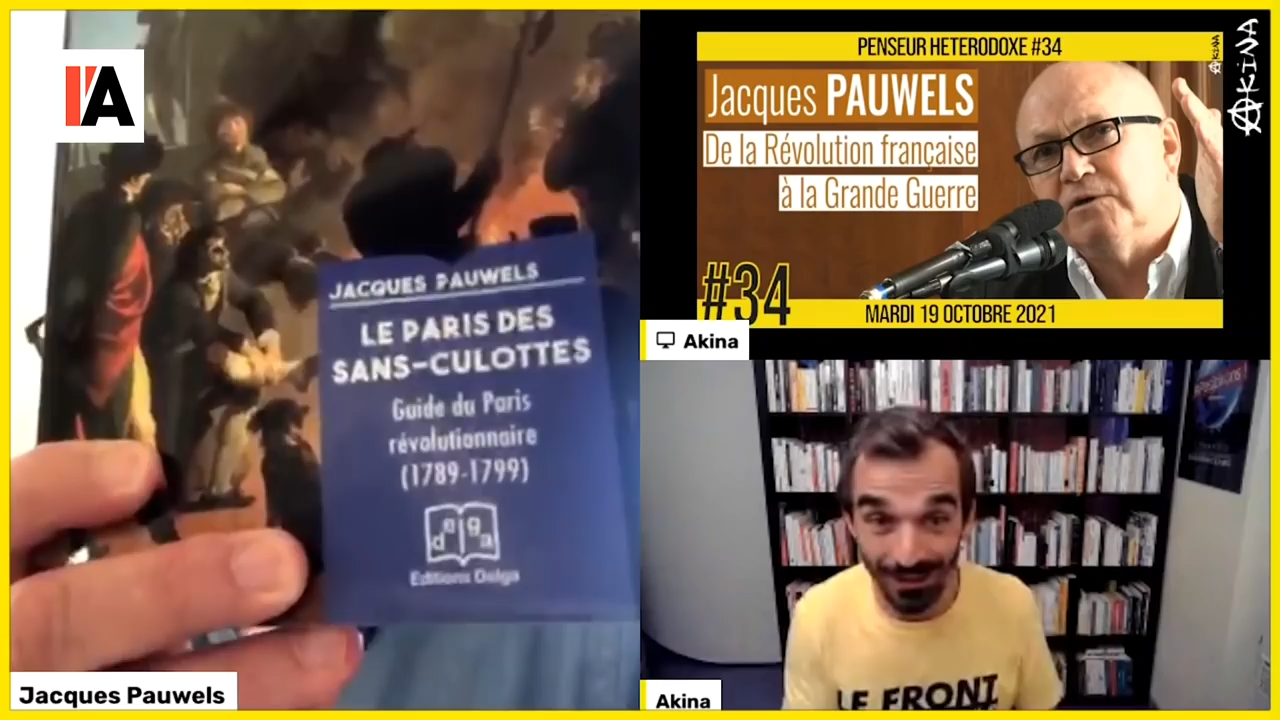 I'A
JACQUES PAUWELS
LE PARIS DES
SANS-CULOTTES
Guide du Paris
révolutionnaire
(1789-1799)
d e l g a
Editions Delga
Jacques Pauwels
PENSEUR HETERODOXE #34
AKINA
Jacques PAUWELS
De la Révolution française
à la Grande Guerre
#34
MARDI 19 OCTOBRE 2021
Akina
AKiNA
LE FRONT
Akina